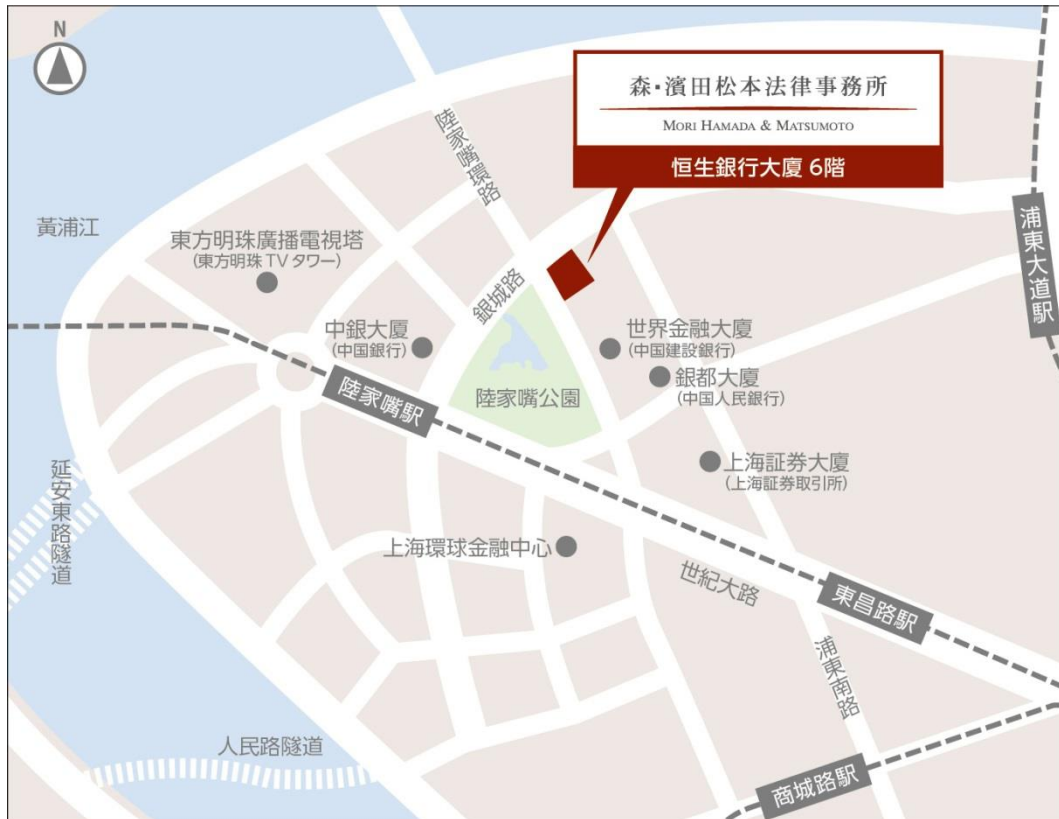 N
森・濱田松本法律事務所
MORI HAMADA & MATSUMOTO
恒生銀行大廈 6階
陸家嘴環路
黃浦江
東方明珠廣播電視塔
(東方明珠 TV タワー)
浦東大道駅
銀城路
中銀大廈
(中国銀行)
世界金融大廈
(中国建設銀行)
銀都大廈
(中国人民銀行)
陸家嘴駅
陸家嘴公園
上海証券大廈
(上海証券取引所)
延安東路隧道
上海環球金融中心
世紀大路
東昌路駅
浦東南路
人民路隧道
商城路駅